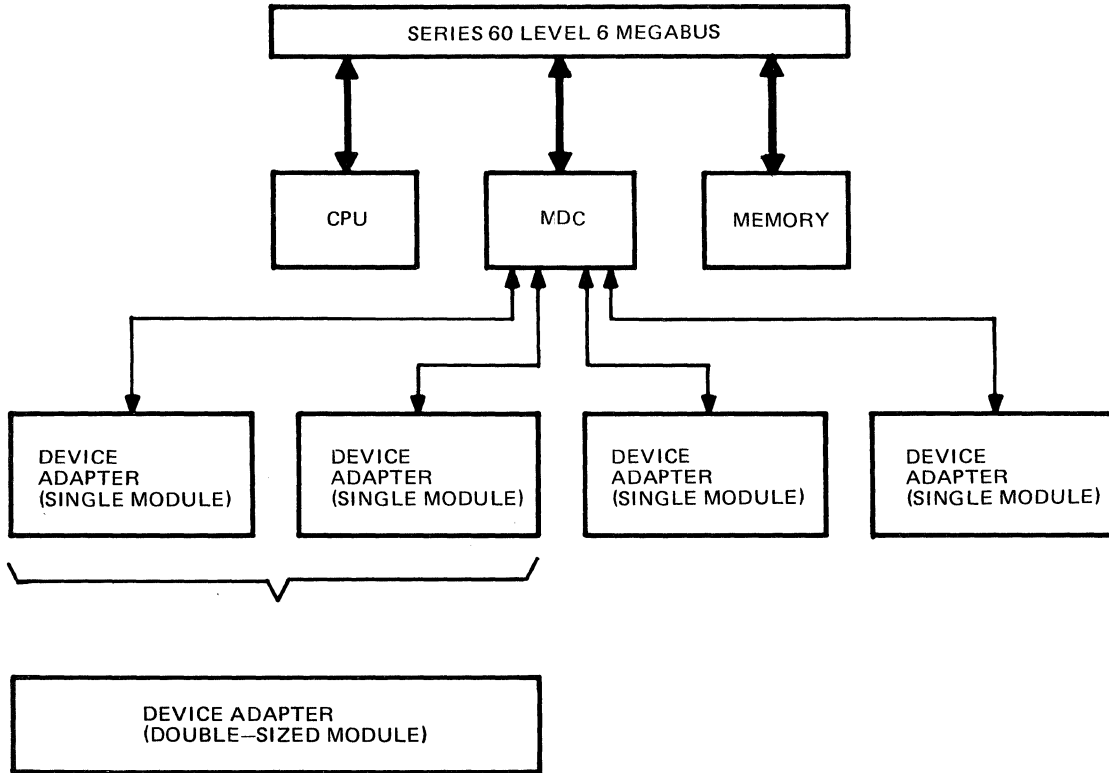 SERIES 60 LEVEL 6 MEGABUS
CPU
MDC
MEMORY
DEVICE
ADAPTER
(SINGLE MODULE)
DEVICE
ADAPTER
(SINGLE MODULE)
DEVICE
ADAPTER
(SINGLE MODULE)
DEVICE
ADAPTER
(SINGLE MODULE)
DEVICE ADAPTER
(DOUBLE—SIZED MODULE)